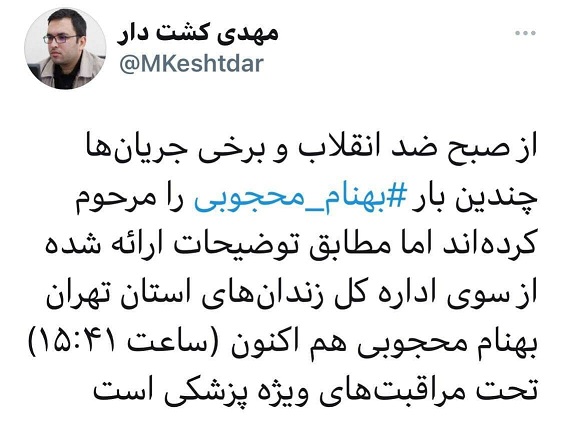 مهدی کشت دار
@MKeshtdar
از صبح ضد انقلاب و برخی جریان‌ها
چندین بار #بهنام_محجوبی را مرحوم
کرده‌اند اما مطابق توضیحات ارائه شده
از سوی اداره کل زندان‌های استان تهران
بهنام محجوبی هم اکنون (ساعت ۱۵:۴۱)
تحت مراقبت‌های ویژه پزشکی است